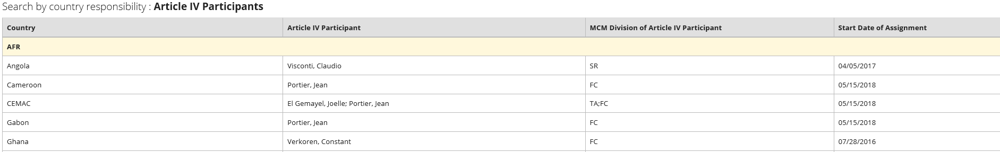 Search by country responsibility : Article IV Participants
Country Article IV Participant MCM Division of Article IV Participant Start Date of Assignment
AFR
Angola Visconti, Claudio SR 04/05/2017
Cameroon Portier, Jean FC 05/15/2018
CEMAC El Gemayel, Joelle; Portier, Jean TA;FC 05/15/2018
Gabon Portier, Jean FC 05/15/2018
Ghana Verkoren, Constant FC 07/28/2016